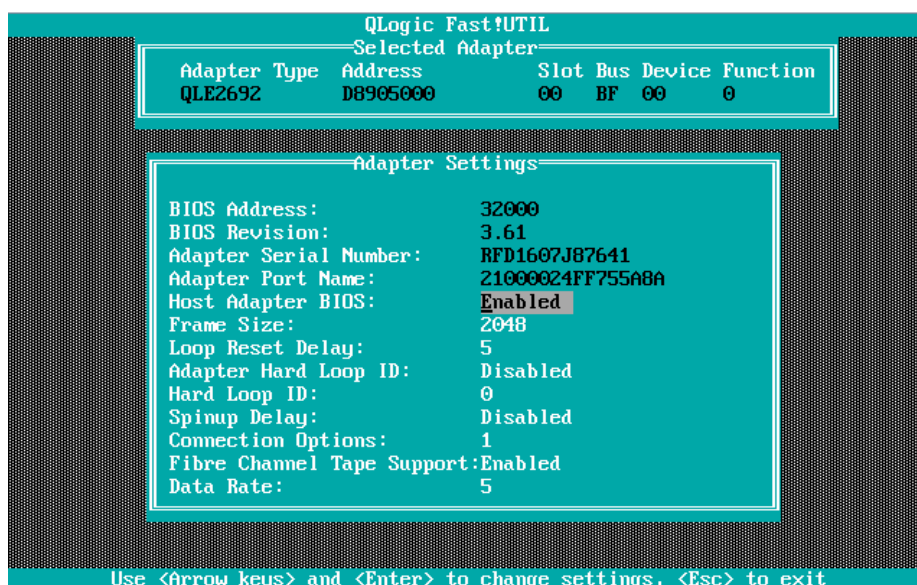 QLogic Fast!UTIL
Selected Adapter
Adapter Type Address Slot Bus Device Function
QLE2692 D8905000 00 BF 00 0
Adapter Settings
BIOS Address: 32000
BIOS Revision: 3.61
Adapter Serial Number: RFD1607J87641
Adapter Port Name: 21000024FF755A8A
Host Adapter BIOS: Enabled
Frame Size: 2048
Loop Reset Delay: 5
Adapter Hard Loop ID: Disabled
Hard Loop ID: 0
Spinup Delay: Disabled
Connection Options: 1
Fibre Channel Tape Support:Enabled
Data Rate: 5
Use <Arrow keys> and <Enter> to change settings, <Esc> to exit